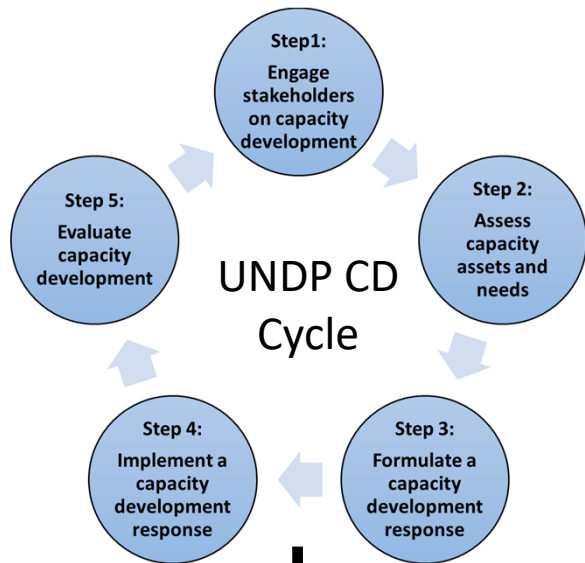 Step1:
Engage
stakeholders
on capacity
development
Step 2:
Assess
capacity
assets and
needs
Step 3:
Formulate a
capacity
development
response
Step 4:
Implement a
capacity
development
response
Step 5:
Evaluate
capacity
development
UNDP CD
Cycle